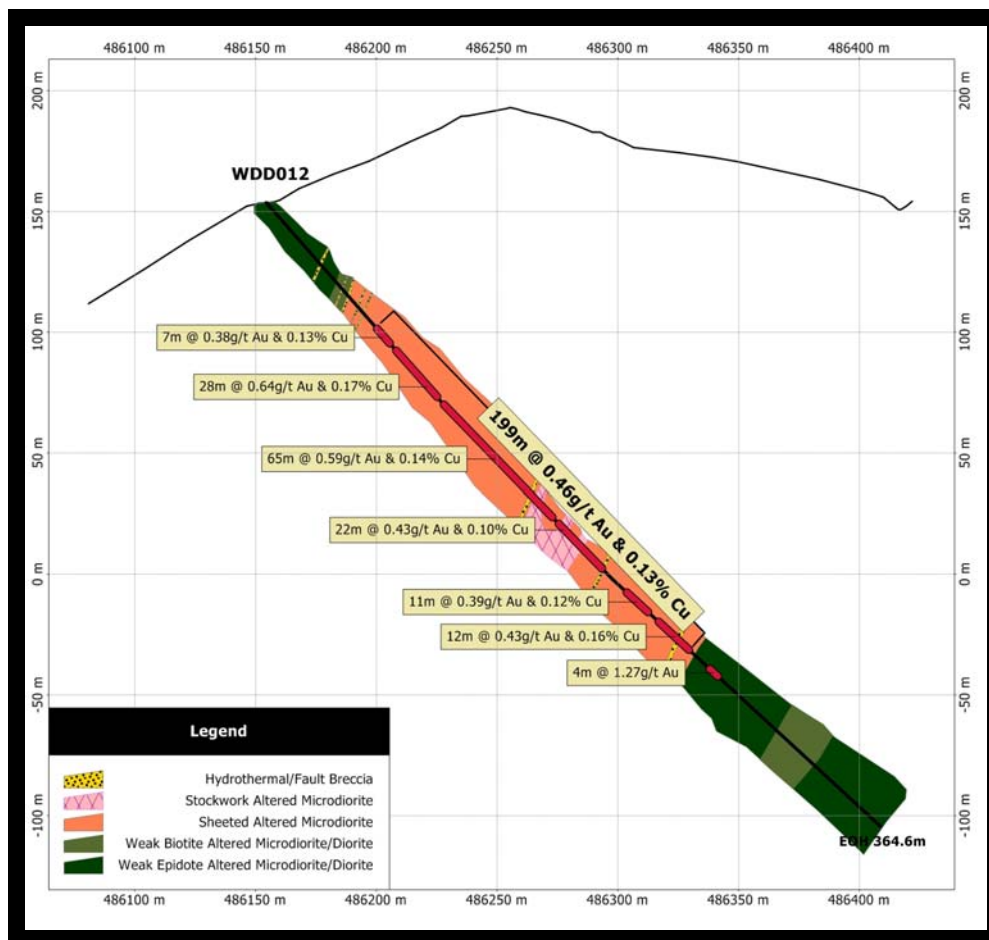 486100 m 486150 m 486200 m 486250 m 486300 m 486350 m 486400 m
200 m 200 m
WDD012
150 m 150 m
100 m 100 m
7m @ 0.38g/t Au & 0.13% Cu
28m @ 0.64g/t Au & 0.17% Cu
199m @ 0.46g/t Au & 0.13% Cu
50 m 50 m
65m @ 0.59g/t Au & 0.14% Cu
22m @ 0.43g/t Au & 0.10% Cu
0 m 0 m
11m @ 0.39g/t Au & 0.12% Cu
12m @ 0.43g/t Au & 0.16% Cu
4m @ 1.27g/t Au
-50 m -50 m
Legend
Hydrothermal/Fault Breccia
Stockwork Altered Microdiorite
Sheeted Altered Microdiorite
Weak Biotite Altered Microdiorite/Diorite
Weak Epidote Altered Microdiorite/Diorite
-100 m -100 m
EOH 364.6m
486100 m 486150 m 486200 m 486250 m 486300 m 486350 m 486400 m